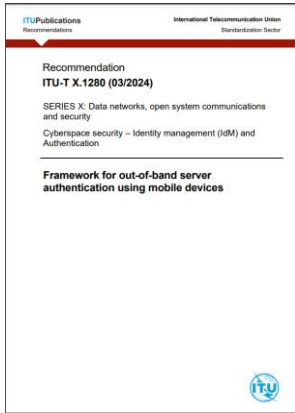 ITUPublications
International Telecommunication Union
Recommendations
Standardization Sector
Recommendation
ITU-T X.1280 (03/2024)
SERIES X: Data networks, open system communications
and security
Cyberspace security – Identity management (IdM) and
Authentication
Framework for out-of-band server
authentication using mobile devices
ITU